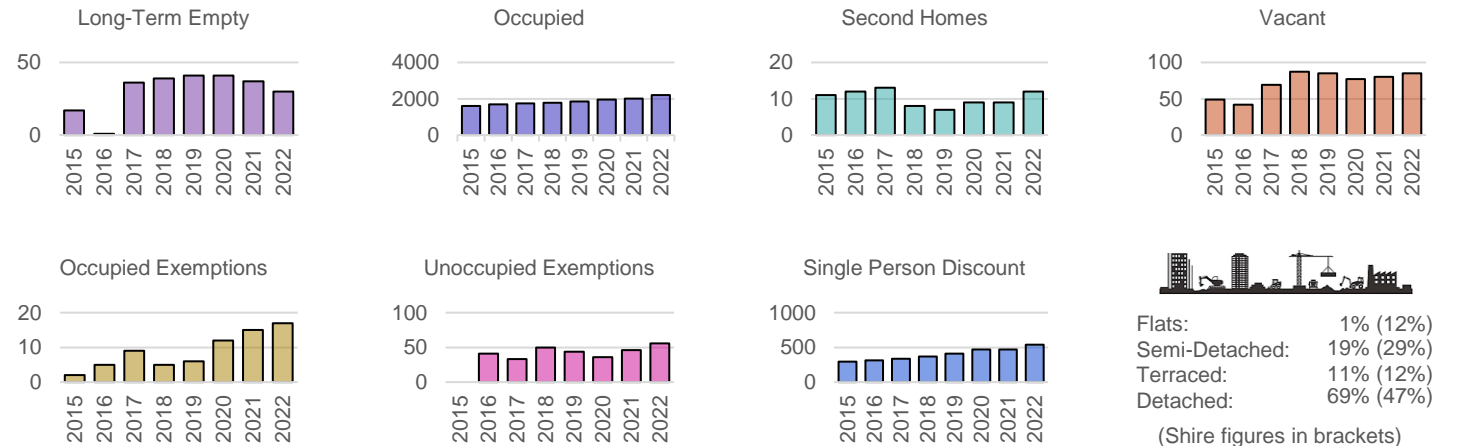 Long-Term Empty
50
0
2015 2016 2017 2018 2019 2020 2021 2022
Occupied
4000
2000
0
2015 2016 2017 2018 2019 2020 2021 2022
Second Homes
20
10
0
2015 2016 2017 2018 2019 2020 2021 2022
Vacant
100
50
0
2015 2016 2017 2018 2019 2020 2021 2022
Occupied Exemptions
20
10
0
2015 2016 2017 2018 2019 2020 2021 2022
Unoccupied Exemptions
100
50
0
2015 2016 2017 2018 2019 2020 2021 2022
Single Person Discount
1000
500
0
2015 2016 2017 2018 2019 2020 2021 2022
Flats: 1% (12%)
Semi-Detached: 19% (29%)
Terraced: 11% (12%)
Detached: 69% (47%)
(Shire figures in brackets)